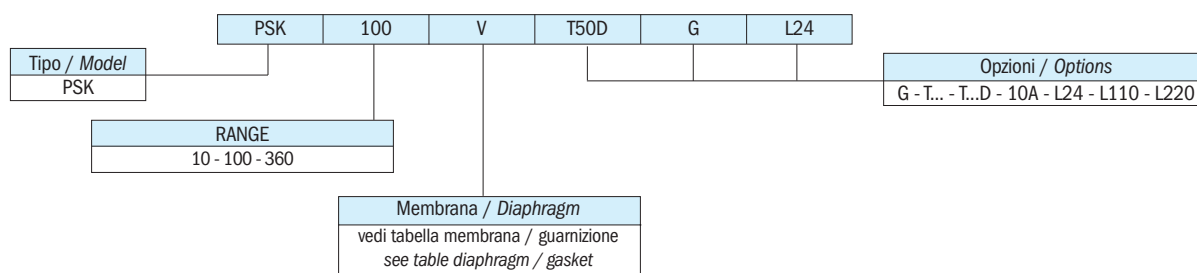 PSK 100 V T50D G L24
Tipo / Model
PSK
Opzioni / Options
G - T... - T...D - 10A - L24 - L110 - L220
RANGE
10 - 100 - 360
Membrana / Diaphragm
vedi tabella membrana / guarnizione
see table diaphragm / gasket